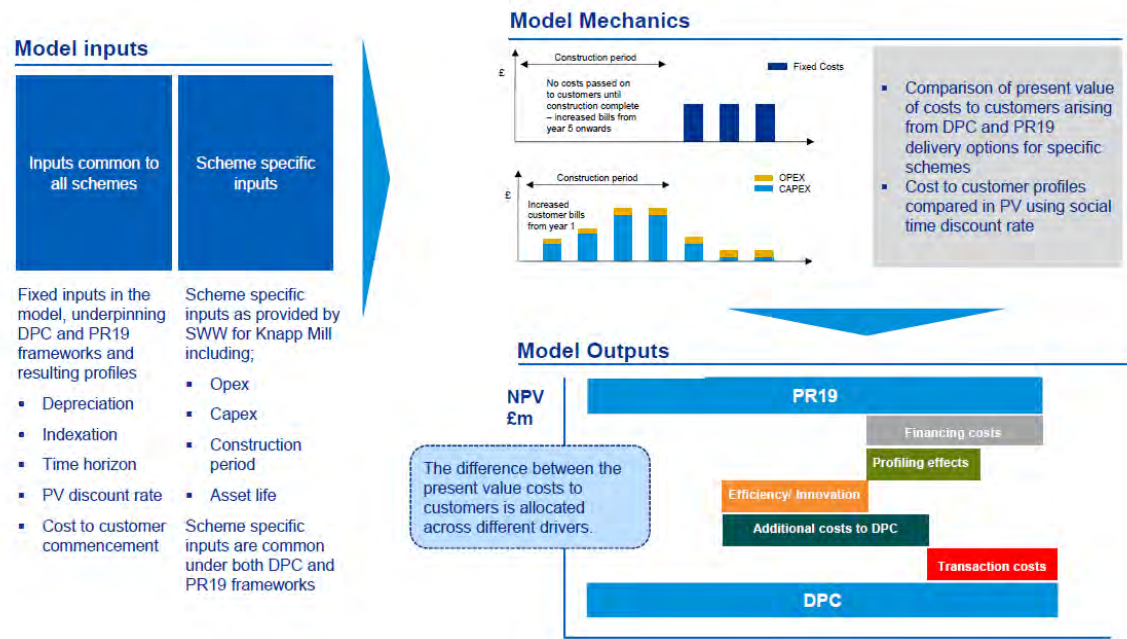 Model inputs
Inputs common to
all schemes
Scheme specific
inputs
Fixed inputs in the
model, underpinning
DPC and PR19
frameworks and
resulting profiles
▪ Depreciation
▪ Indexation
▪ Time horizon
▪ PV discount rate
▪ Cost to customer
commencement
Scheme specific
inputs as provided by
SWW for Knapp Mill
including;
▪ Opex
▪ Capex
▪ Construction
period
▪ Asset life
Scheme specific
inputs are common
under both DPC and
PR19 frameworks
Model Mechanics
£
Construction period
No costs passed on
to customers until
construction complete
– increased bills from
year 5 onwards
Fixed Costs
£
Construction period
Increased
customer bills
from year 1
OPEX
CAPEX
▪ Comparison of present value
of costs to customers arising
from DPC and PR19
delivery options for specific
schemes
▪ Cost to customer profiles
compared in PV using social
time discount rate
Model Outputs
NPV
£m
The difference between the
present value costs to
customers is allocated
across different drivers.
PR19
Financing costs
Profiling effects
Efficiency/ Innovation
Additional costs to DPC
Transaction costs
DPC